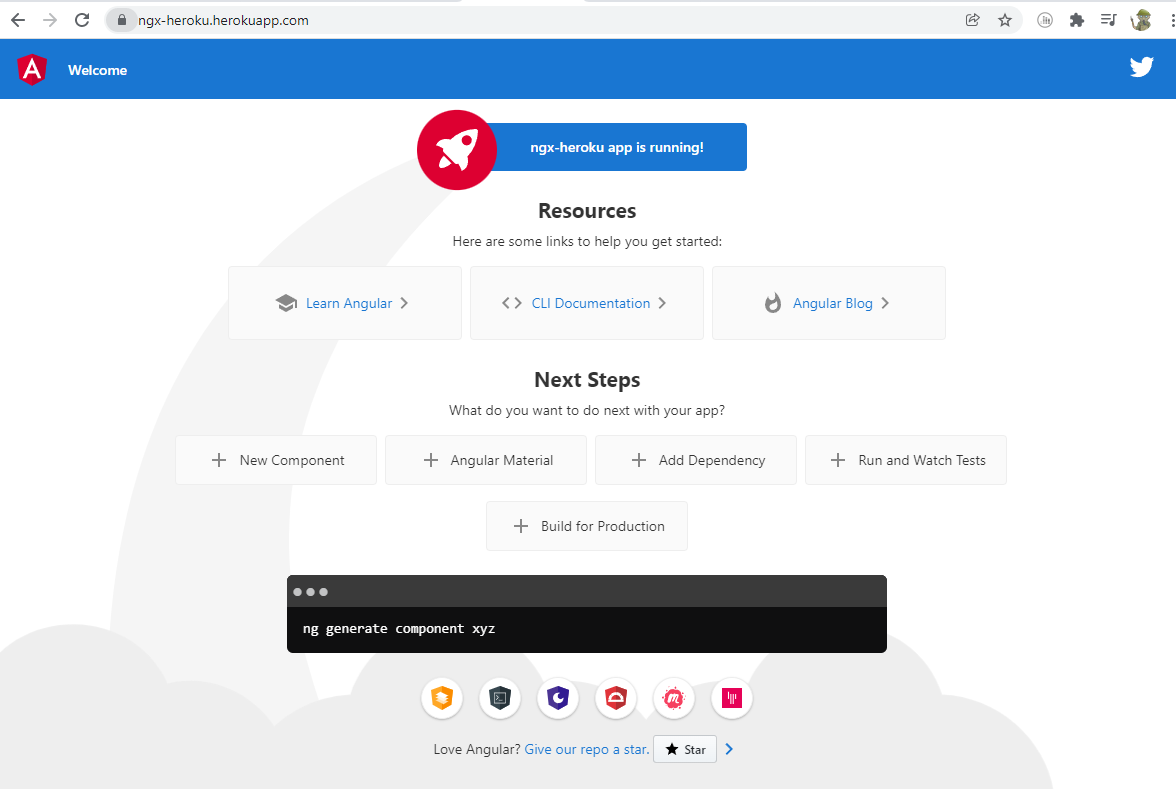 ngx-heroku.herokuapp.com
Welcome
ngx-heroku app is running!
Resources
Here are some links to help you get started:
Learn Angular
CLI Documentation
Angular Blog
Next Steps
What do you want to do next with your app?
New Component
Angular Material
Add Dependency
Run and Watch Tests
Build for Production
ng generate component xyz
Love Angular? Give our repo a star. Star